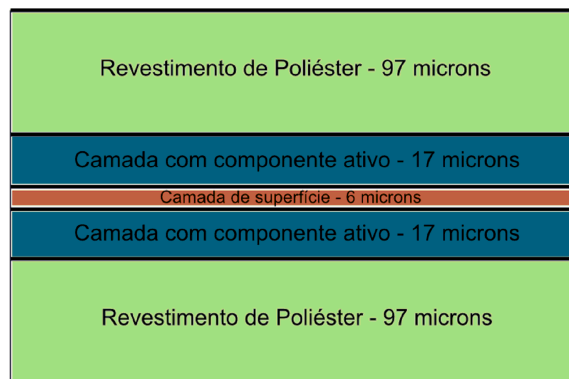 Revestimento de Poliéster - 97 microns
Camada com componente ativo - 17 microns
Camada de superfície - 6 microns
Camada com componente ativo - 17 microns
Revestimento de Poliéster - 97 microns